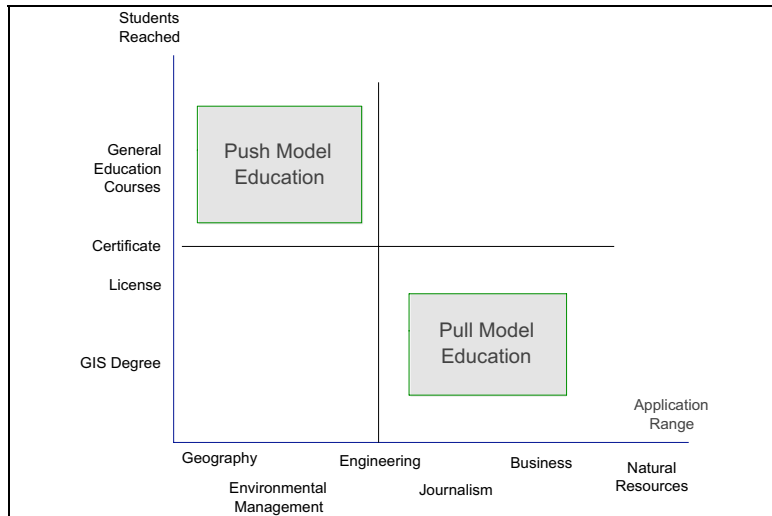 Students
Reached
General
Education
Courses
Push Model
Education
Certificate
License
Pull Model
Education
GIS Degree
Application
Range
Geography
Engineering
Business
Natural
Resources
Environmental
Management
Journalism